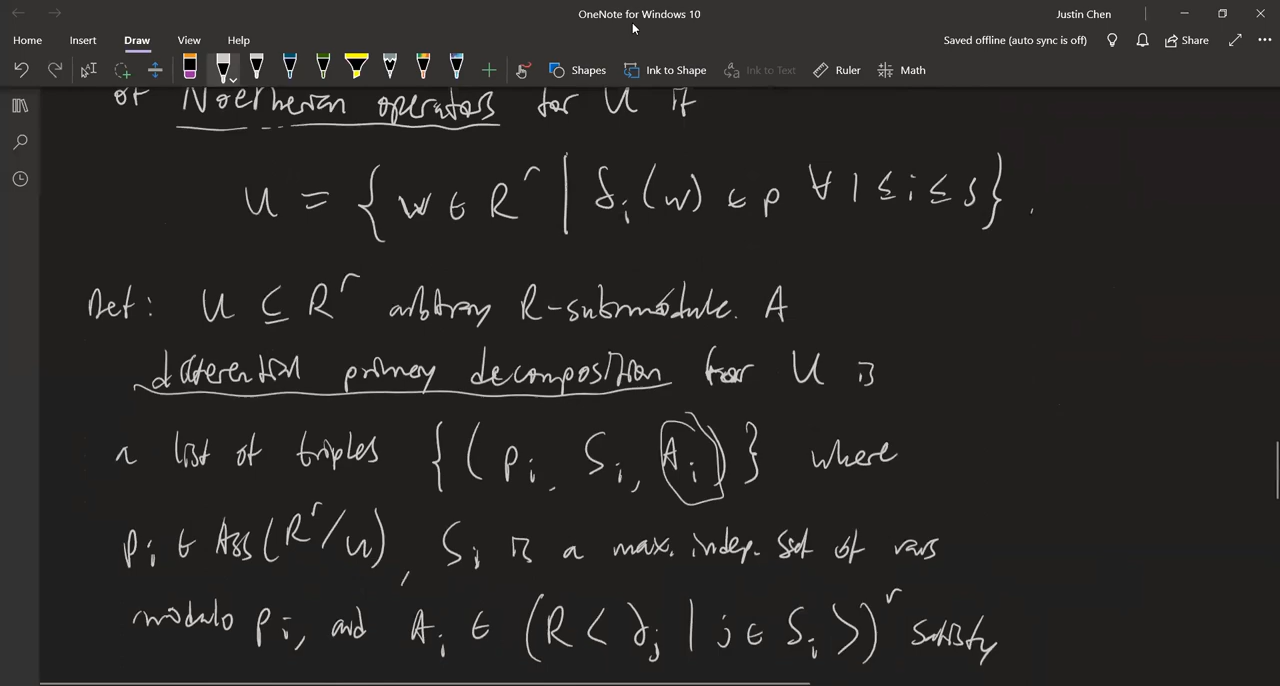 OneNote for Windows 10
Justin Chen
Home Insert Draw View Help
Saved offline (auto sync is off)
Share
Shapes Ink to Shape Ink to Text Ruler Math
of Noetherian operators for U if
U = { w ∈ R^r | δ_i(w) ∈ p ∀ 1 ≤ i ≤ s } .
Def: U ⊆ R^r arbitrary R-submodule. A
differential primary decomposition for U is
a list of triples { ( p_i, S_i, A_i ) } where
p_i ∈ Ass(R^r/U), S_i is a max. indep. set of vars
modulo p_i, and A_i ∈ (R< ∂_j | j ∈ S_i >)^r satisfy